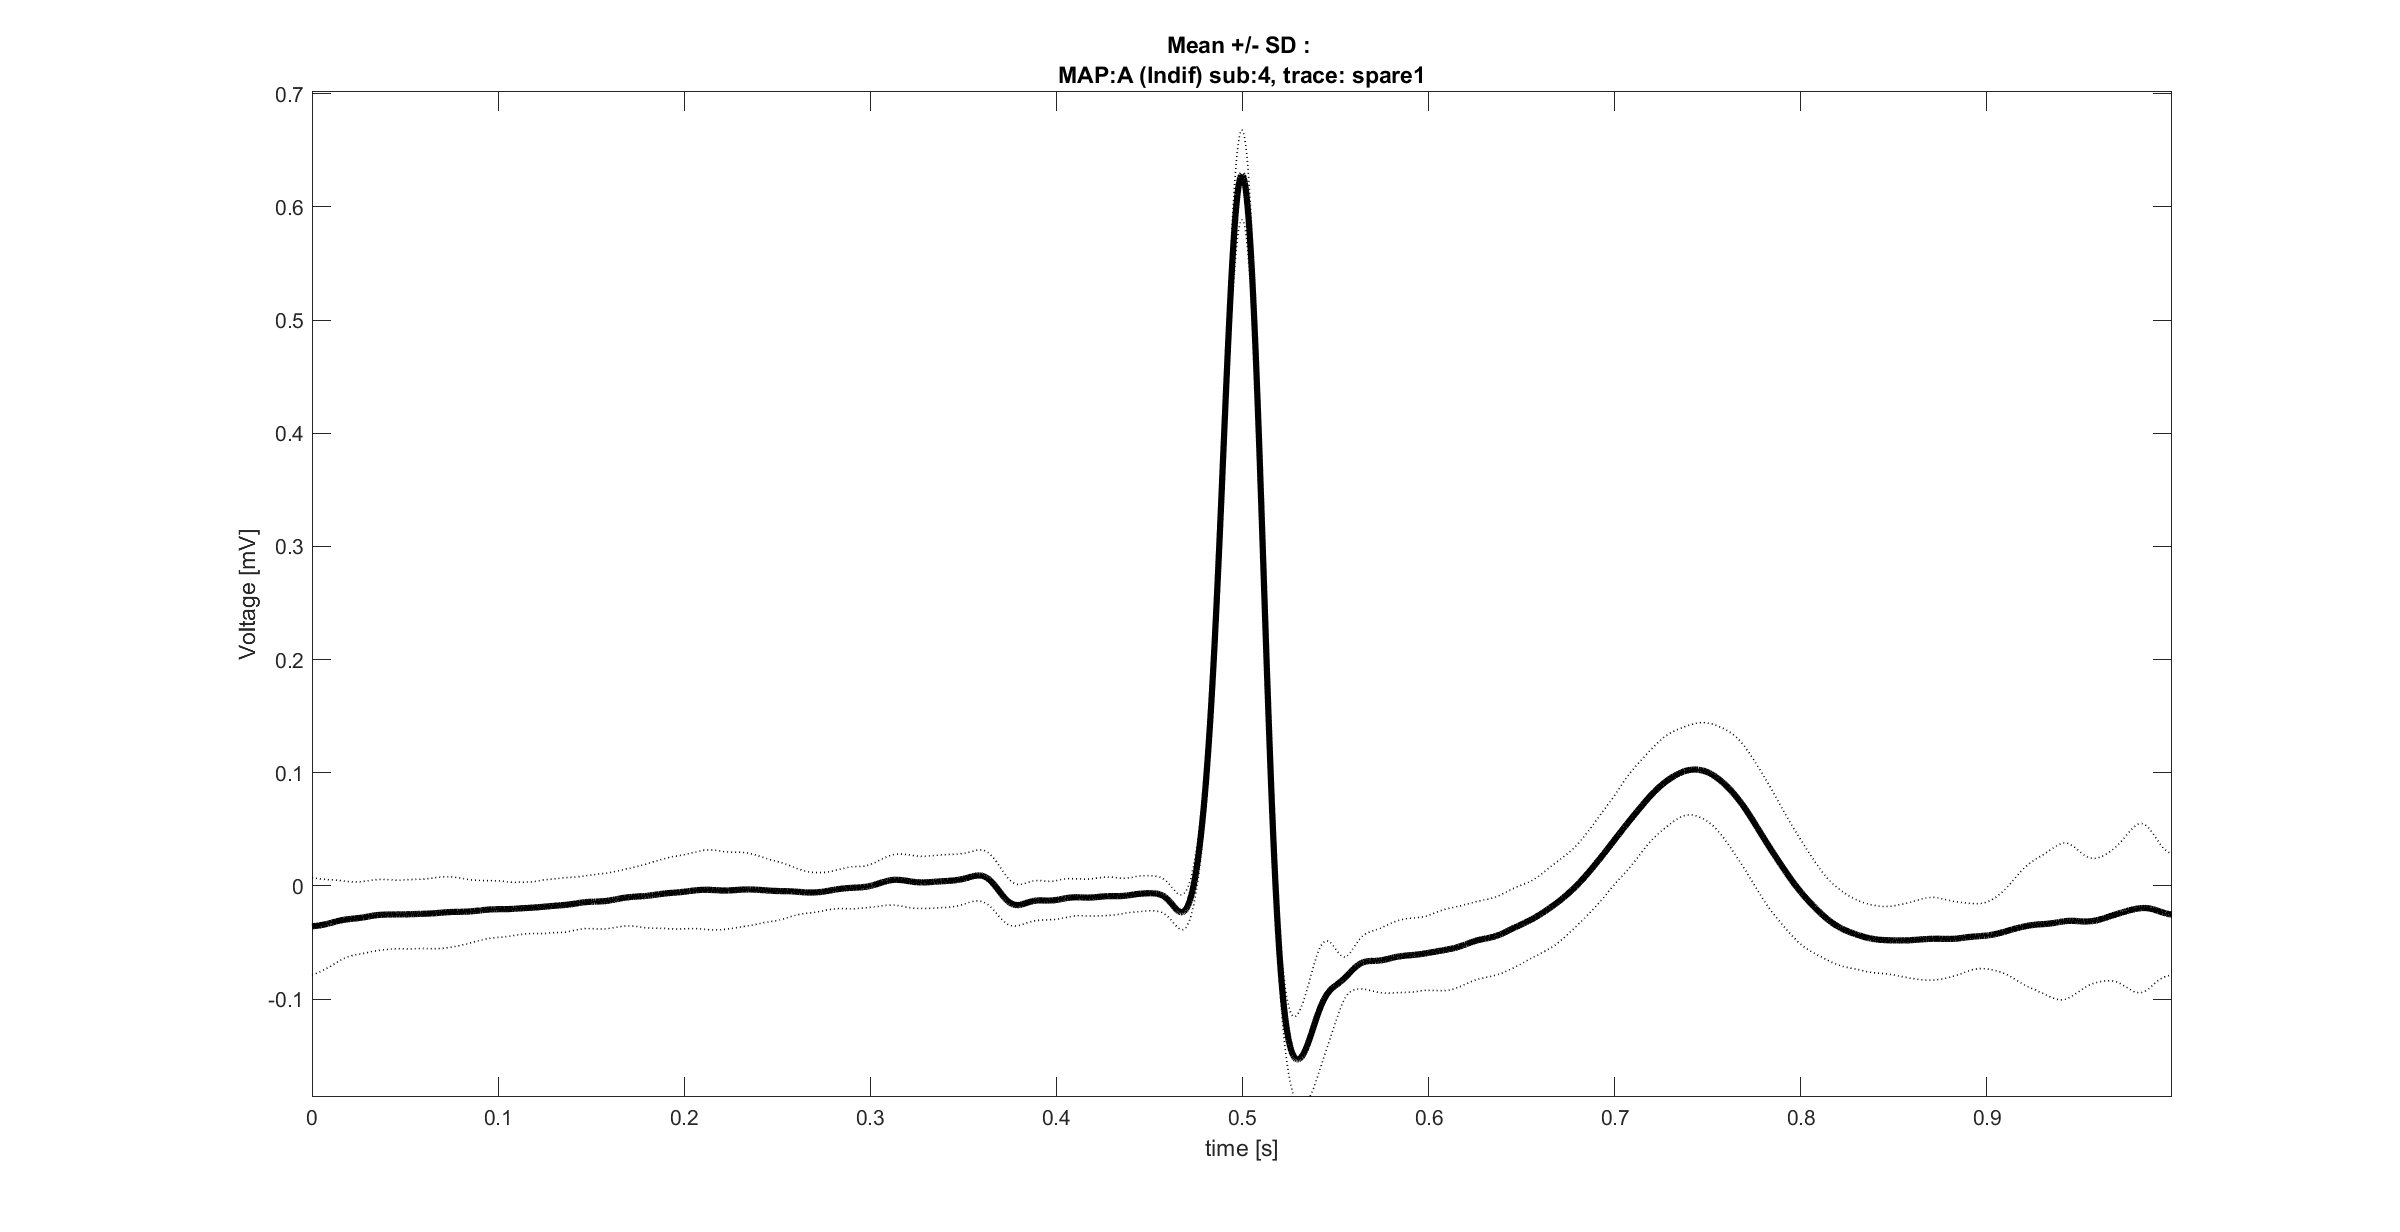 Mean +/- SD :
MAP:A (Indif) sub:4, trace: spare1
0.7
0.6
0.5
0.4
0.3
0.2
0.1
0
-0.1
Voltage [mV]
0 0.1 0.2 0.3 0.4 0.5 0.6 0.7 0.8 0.9
time [s]